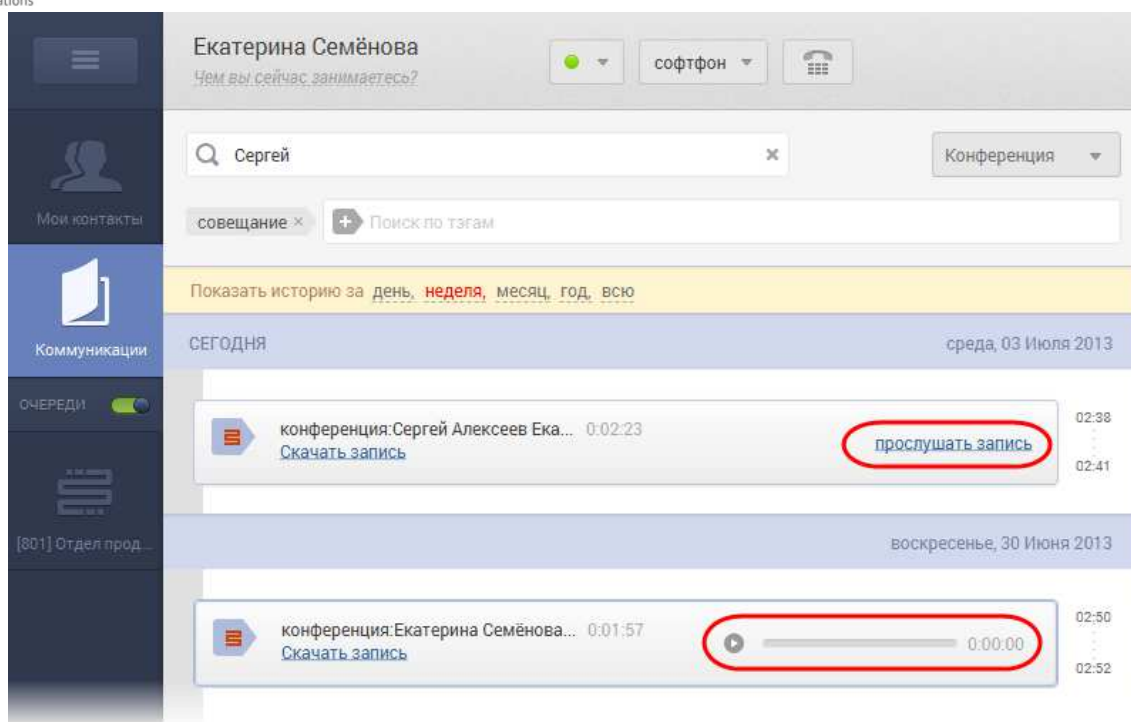 ations
Екатерина Семёнова
Чем вы сейчас занимаетесь?
софтфон
Сергей
Конференция
Мои контакты
совещание ×
Поиск по тэгам
Показать историю за день, неделя, месяц, год, всю
Коммуникации
СЕГОДНЯ
среда, 03 Июля 2013
ОЧЕРЕДИ
конференция:Сергей Алексеев Ека... 0:02:23
Скачать запись
прослушать запись
02:38
02:41
[801] Отдел прод...
воскресенье, 30 Июня 2013
конференция:Екатерина Семёнова... 0:01:57
Скачать запись
0:00:00
02:50
02:52